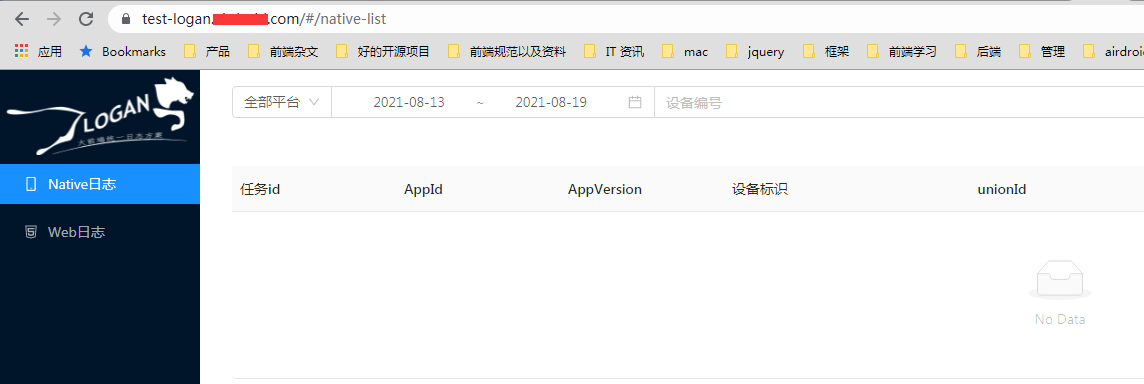 test-logan. .com/#/native-list
应用 Bookmarks 产品 前端杂文 好的开源项目 前端规范以及资料 IT 资讯 mac jquery 框架 前端学习 后端 管理 airdroi
LOGAN
大前端统一日志方案
全部平台 2021-08-13 ~ 2021-08-19 设备编号
Native日志
Web日志
任务id AppId AppVersion 设备标识 unionId
No Data